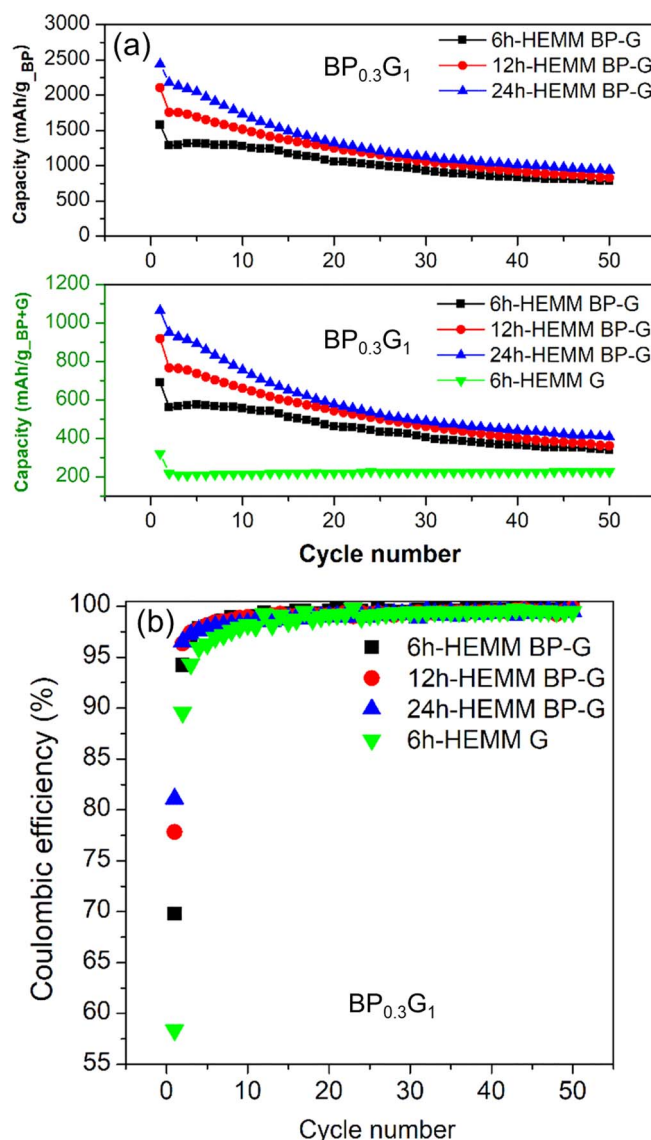 (a)
BP0.3G1
6h-HEMM BP-G
12h-HEMM BP-G
24h-HEMM BP-G
Capacity (mAh/g_BP)
3000
2500
2000
1500
1000
500
0
0 10 20 30 40 50
BP0.3G1
6h-HEMM BP-G
12h-HEMM BP-G
24h-HEMM BP-G
6h-HEMM G
Capacity (mAh/g_BP+G)
1200
1000
800
600
400
200
0 10 20 30 40 50
Cycle number
(b)
6h-HEMM BP-G
12h-HEMM BP-G
24h-HEMM BP-G
6h-HEMM G
BP0.3G1
Coulombic efficiency (%)
100
95
90
85
80
75
70
65
60
55
0 10 20 30 40 50
Cycle number